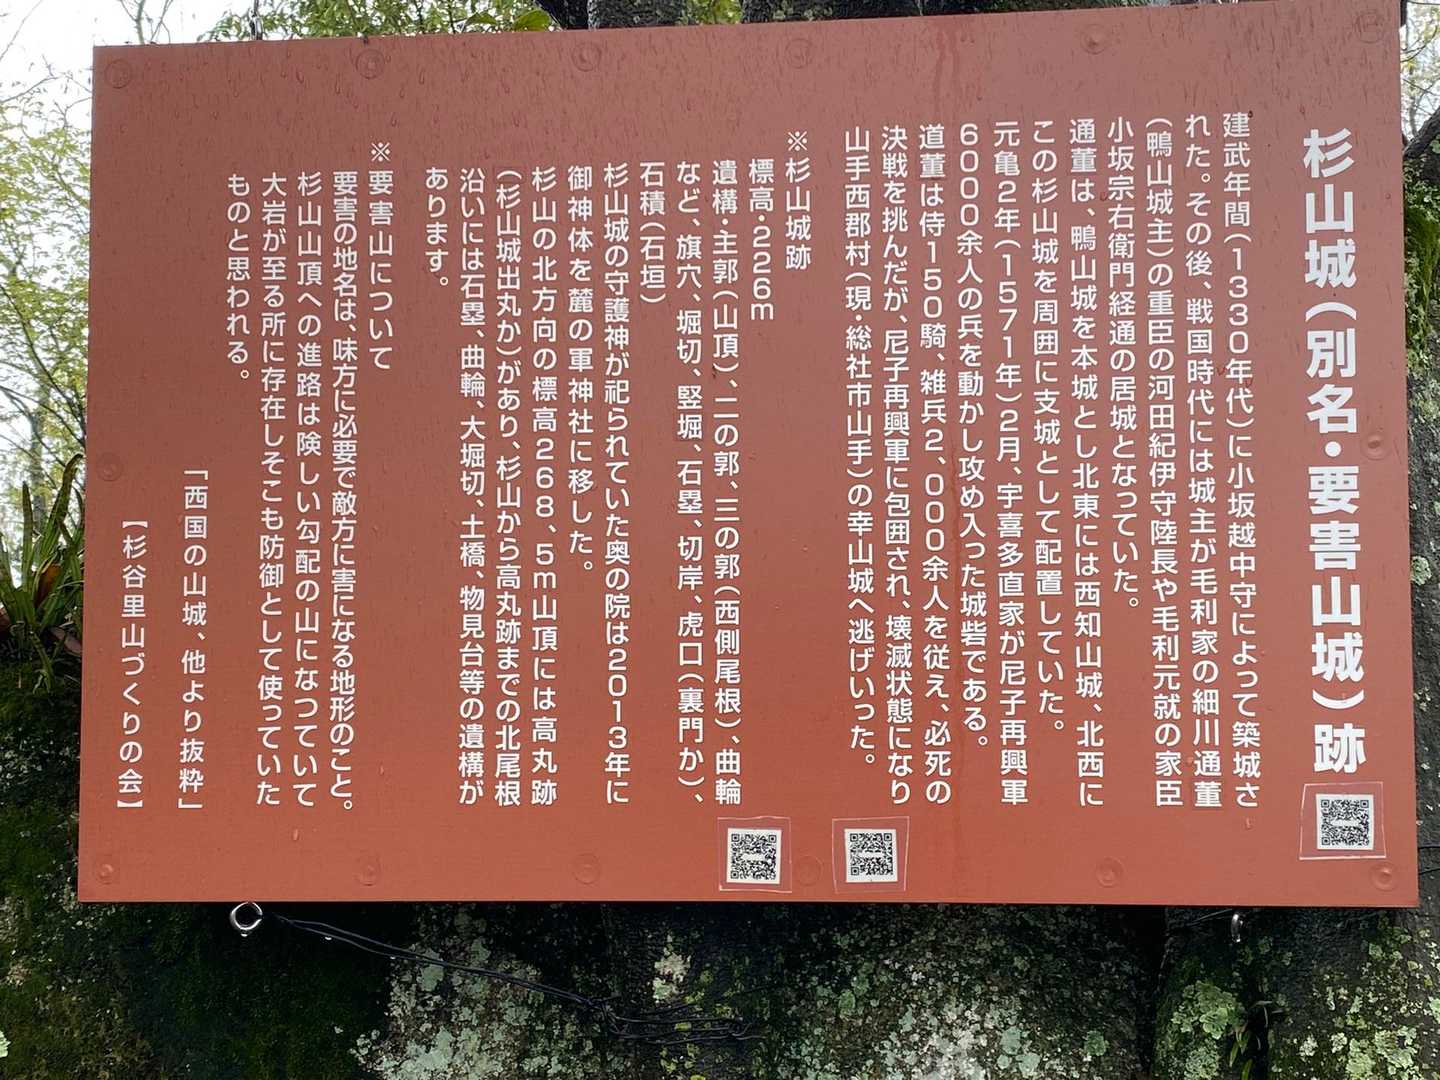 杉山城(別名・要害山城)跡
建武年間(1330年代)に小坂越中守によって築城さ
れた。その後、戦国時代には城主が毛利家の細川通董
(鴨山城主)の重臣の河田紀伊守陸長や毛利元就の家臣
小坂宗右衛門経通の居城となっていた。
通董は、鴨山城を本城とし北東には西知山城、北西に
この杉山城を周囲に支城として配置していた。
元亀2年(1571年)2月、宇喜多直家が尼子再興軍
6000余人の兵を動かし攻め入った城砦である。
道董は侍150騎、雑兵2、000余人を従え、必死の
決戦を挑んだが、尼子再興軍に包囲され、壊滅状態になり
山手西郡村(現・総社市山手)の幸山城へ逃げいった。
※杉山城跡
標高・226m
遺構・主郭(山頂)、二の郭、三の郭(西側尾根)、曲輪
など、旗穴、堀切、竪堀、石塁、切岸、虎口(裏門か)、
石積(石垣)
杉山城の守護神が祀られていた奥の院は2013年に
御神体を麓の軍神社に移した。
杉山の北方向の標高268、5m山頂には高丸跡
(杉山城出丸か)があり、杉山から高丸跡までの北尾根
沿いには石塁、曲輪、大堀切、土橋、物見台等の遺構が
あります。
※要害山について
要害の地名は、味方に必要で敵方に害になる地形のこと。
杉山山頂への進路は険しい勾配の山になつていて
大岩が至る所に存在しそこも防御として使っていた
ものと思われる。
「西国の山城、他より抜粋」
【杉谷里山づくりの会】